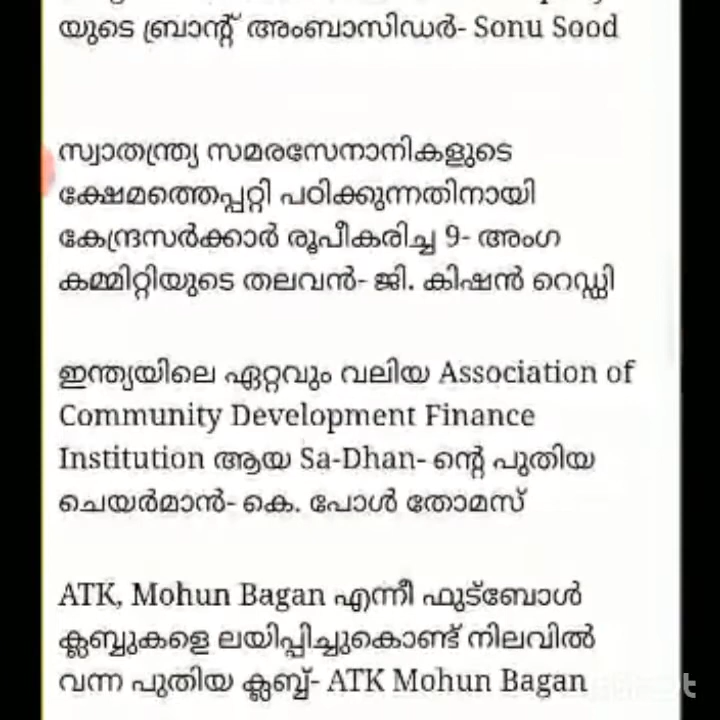 യുടെ ബ്രാന്റ് അംബാസിഡർ- Sonu Sood
സ്വാതന്ത്ര്യ സമരസേനാനികളുടെ
ക്ഷേമത്തെപ്പറ്റി പഠിക്കുന്നതിനായി
കേന്ദ്രസർക്കാർ രൂപീകരിച്ച 9- അംഗ
കമ്മിറ്റിയുടെ തലവൻ- ജി. കിഷൻ റെഡ്ഡി
ഇന്ത്യയിലെ ഏറ്റവും വലിയ Association of
Community Development Finance
Institution ആയ Sa-Dhan- ന്റെ പുതിയ
ചെയർമാൻ- കെ. പോൾ തോമസ്
ATK, Mohun Bagan എന്നീ ഫുട്ബോൾ
ക്ലബ്ബുകളെ ലയിപ്പിച്ചുകൊണ്ട് നിലവിൽ
വന്ന പുതിയ ക്ലബ്ബ്- ATK Mohun Bagan